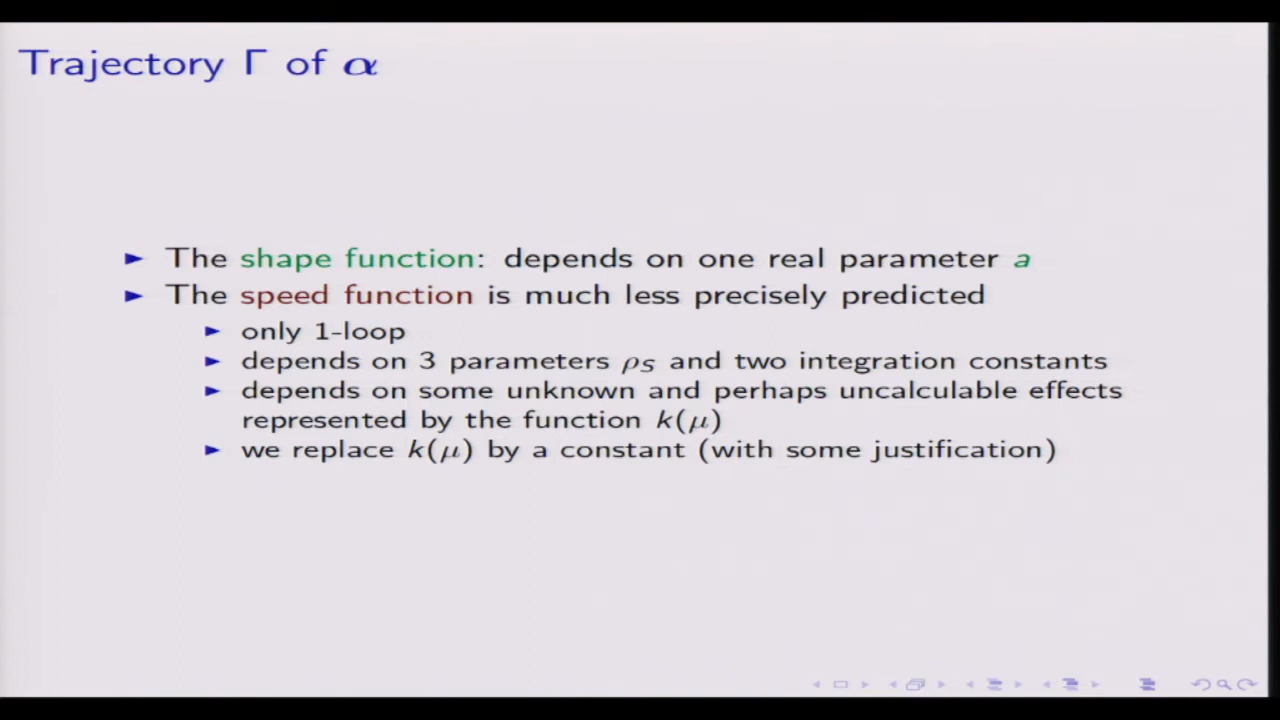 Trajectory Γ of α
The shape function: depends on one real parameter a
The speed function is much less precisely predicted
only 1-loop
depends on 3 parameters ρS and two integration constants
depends on some unknown and perhaps uncalculable effects
represented by the function k(μ)
we replace k(μ) by a constant (with some justification)